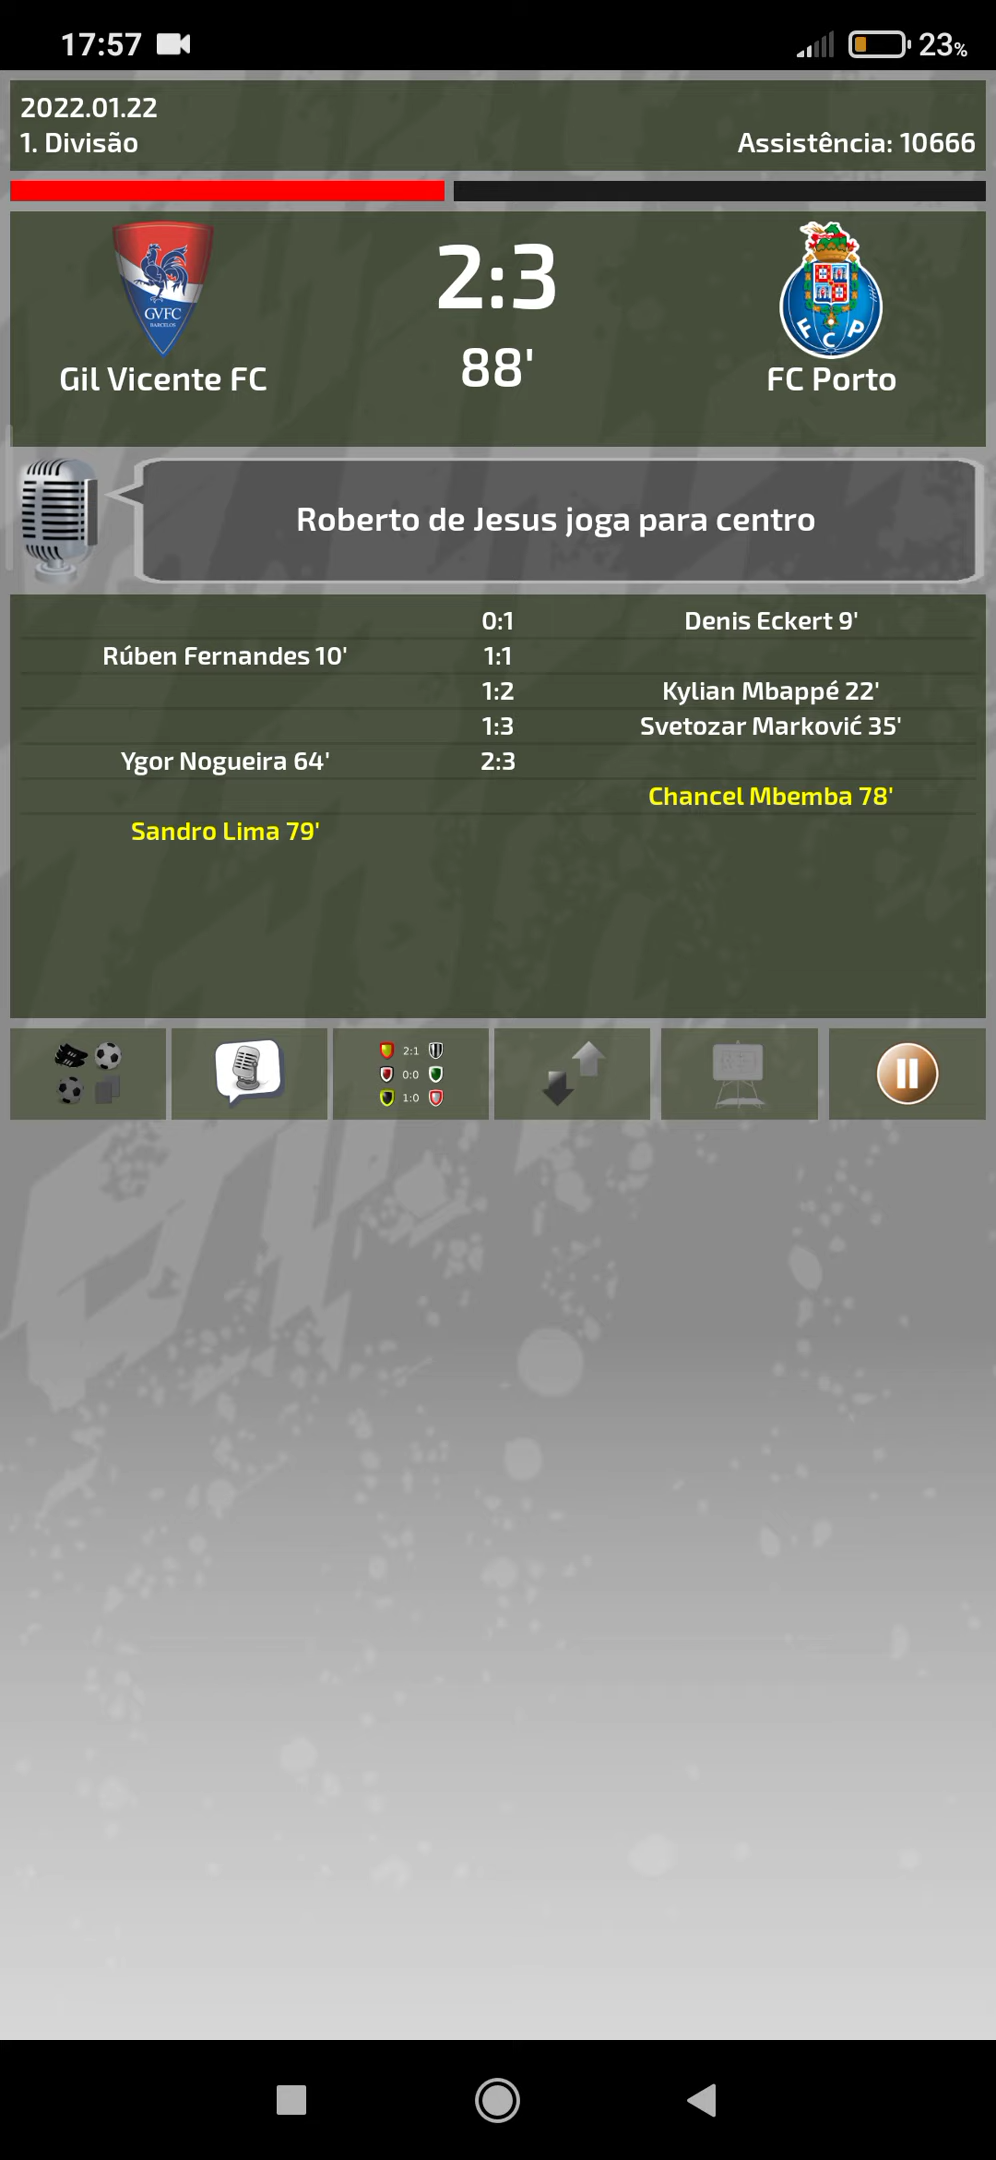 17:57
23%
2022.01.22
1. Divisão
Assistência: 10666
GVFC
BARCELOS
2:3
FCP
88'
Gil Vicente FC
FC Porto
Roberto de Jesus joga para centro
0:1 Denis Eckert 9'
Rúben Fernandes 10' 1:1
1:2 Kylian Mbappé 22'
1:3 Svetozar Marković 35'
Ygor Nogueira 64' 2:3
Chancel Mbemba 78'
Sandro Lima 79'
2:1
0:0
1:0